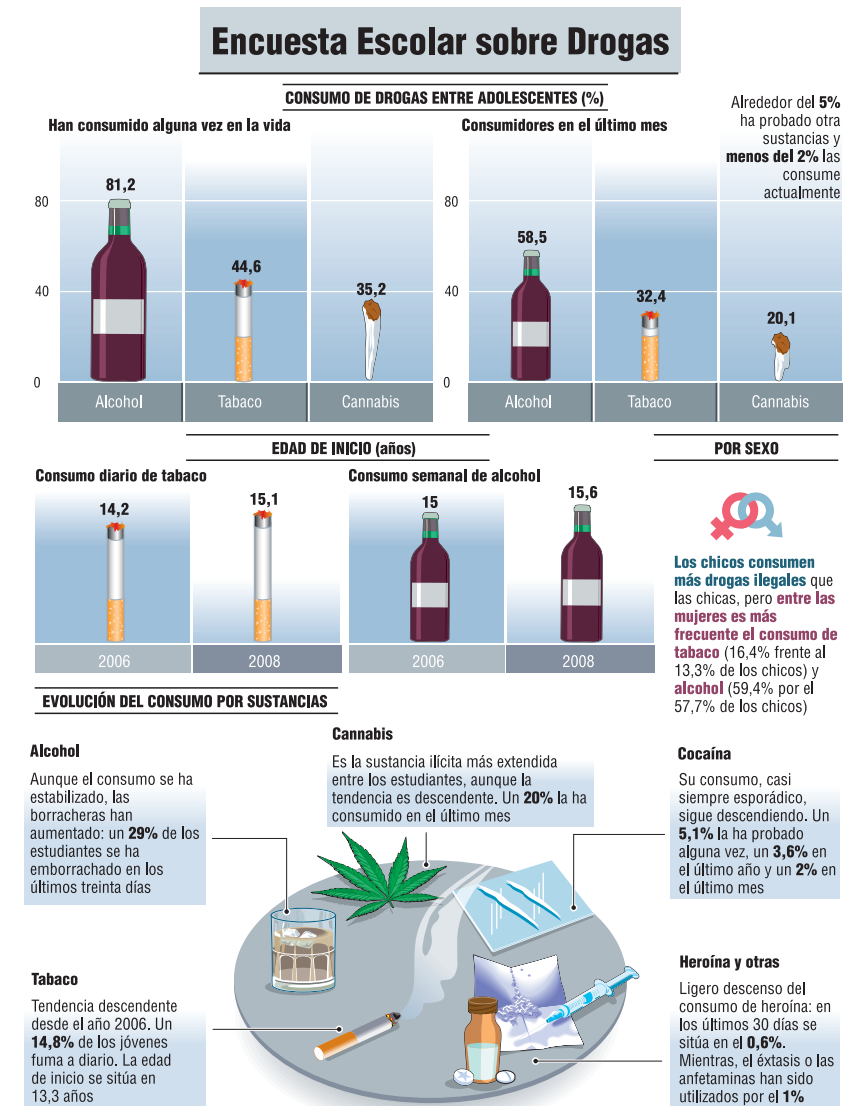 Encuesta Escolar sobre Drogas
CONSUMO DE DROGAS ENTRE ADOLESCENTES (%)
Han consumido alguna vez en la vida
80
40
0
81,2
44,6
35,2
Alcohol
Tabaco
Cannabis
Consumidores en el último mes
80
40
0
58,5
32,4
20,1
Alcohol
Tabaco
Cannabis
Alrededor del 5%
ha probado otra
sustancias y
menos del 2% las
consume
actualmente
EDAD DE INICIO (años)
Consumo diario de tabaco
14,2
15,1
2006
2008
Consumo semanal de alcohol
15
15,6
2006
2008
POR SEXO
Los chicos consumen
más drogas ilegales que
las chicas, pero entre las
mujeres es más
frecuente el consumo de
tabaco (16,4% frente al
13,3% de los chicos) y
alcohol (59,4% por el
57,7% de los chicos)
EVOLUCIÓN DEL CONSUMO POR SUSTANCIAS
Alcohol
Aunque el consumo se ha
estabilizado, las
borracheras han
aumentado: un 29% de los
estudiantes se ha
emborrachado en los
últimos treinta días
Cannabis
Es la sustancia ilícita más extendida
entre los estudiantes, aunque la
tendencia es descendente. Un 20% la ha
consumido en el último mes
Cocaína
Su consumo, casi
siempre esporádico,
sigue descendiendo. Un
5,1% la ha probado
alguna vez, un 3,6% en
el último año y un 2% en
el último mes
Tabaco
Tendencia descendente
desde el año 2006. Un
14,8% de los jóvenes
fuma a diario. La edad
de inicio se sitúa en
13,3 años
Heroína y otras
Ligero descenso del
consumo de heroína: en
los últimos 30 días se
sitúa en el 0,6%.
Mientras, el éxtasis o las
anfetaminas han sido
utilizados por el 1%